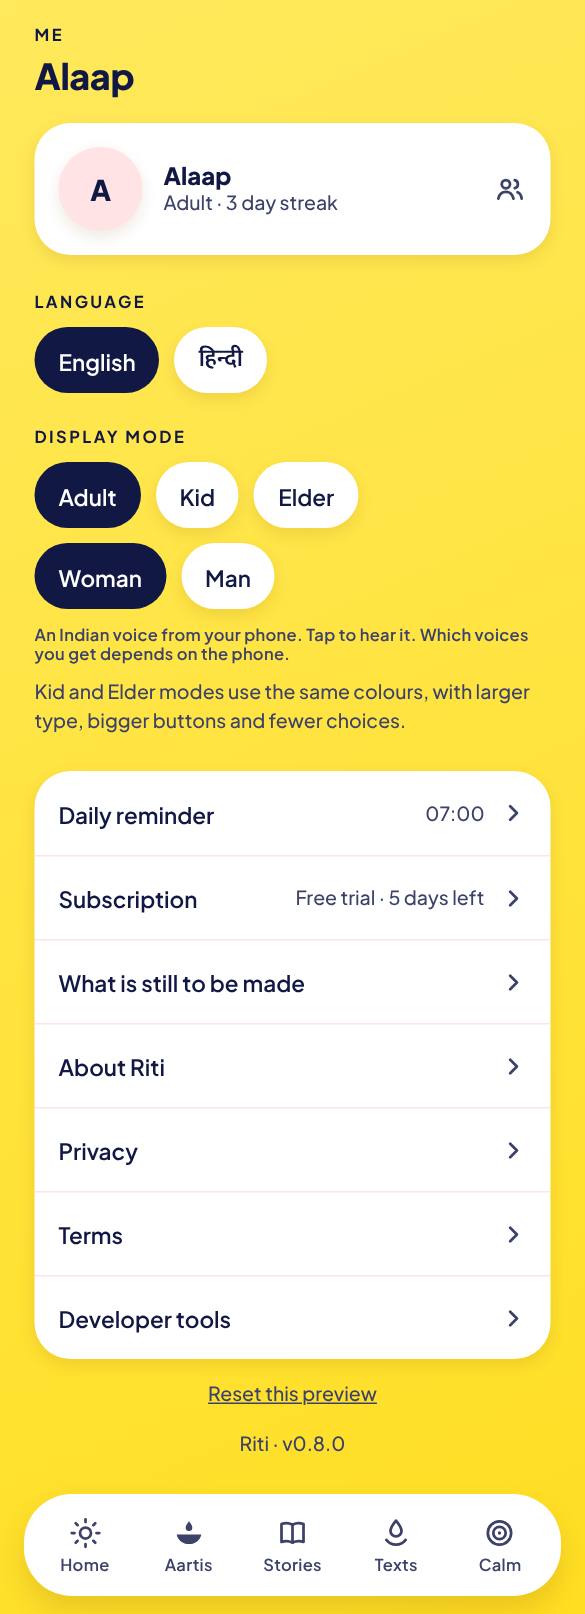 ME
Alaap
A
Alaap
Adult · 3 day streak
LANGUAGE
English
हिन्दी
DISPLAY MODE
Adult
Kid
Elder
Woman
Man
An Indian voice from your phone. Tap to hear it. Which voices
you get depends on the phone.
Kid and Elder modes use the same colours, with larger
type, bigger buttons and fewer choices.
Daily reminder 07:00
Subscription Free trial · 5 days left
What is still to be made
About Riti
Privacy
Terms
Developer tools
Reset this preview
Riti · v0.8.0
Home Aartis Stories Texts Calm